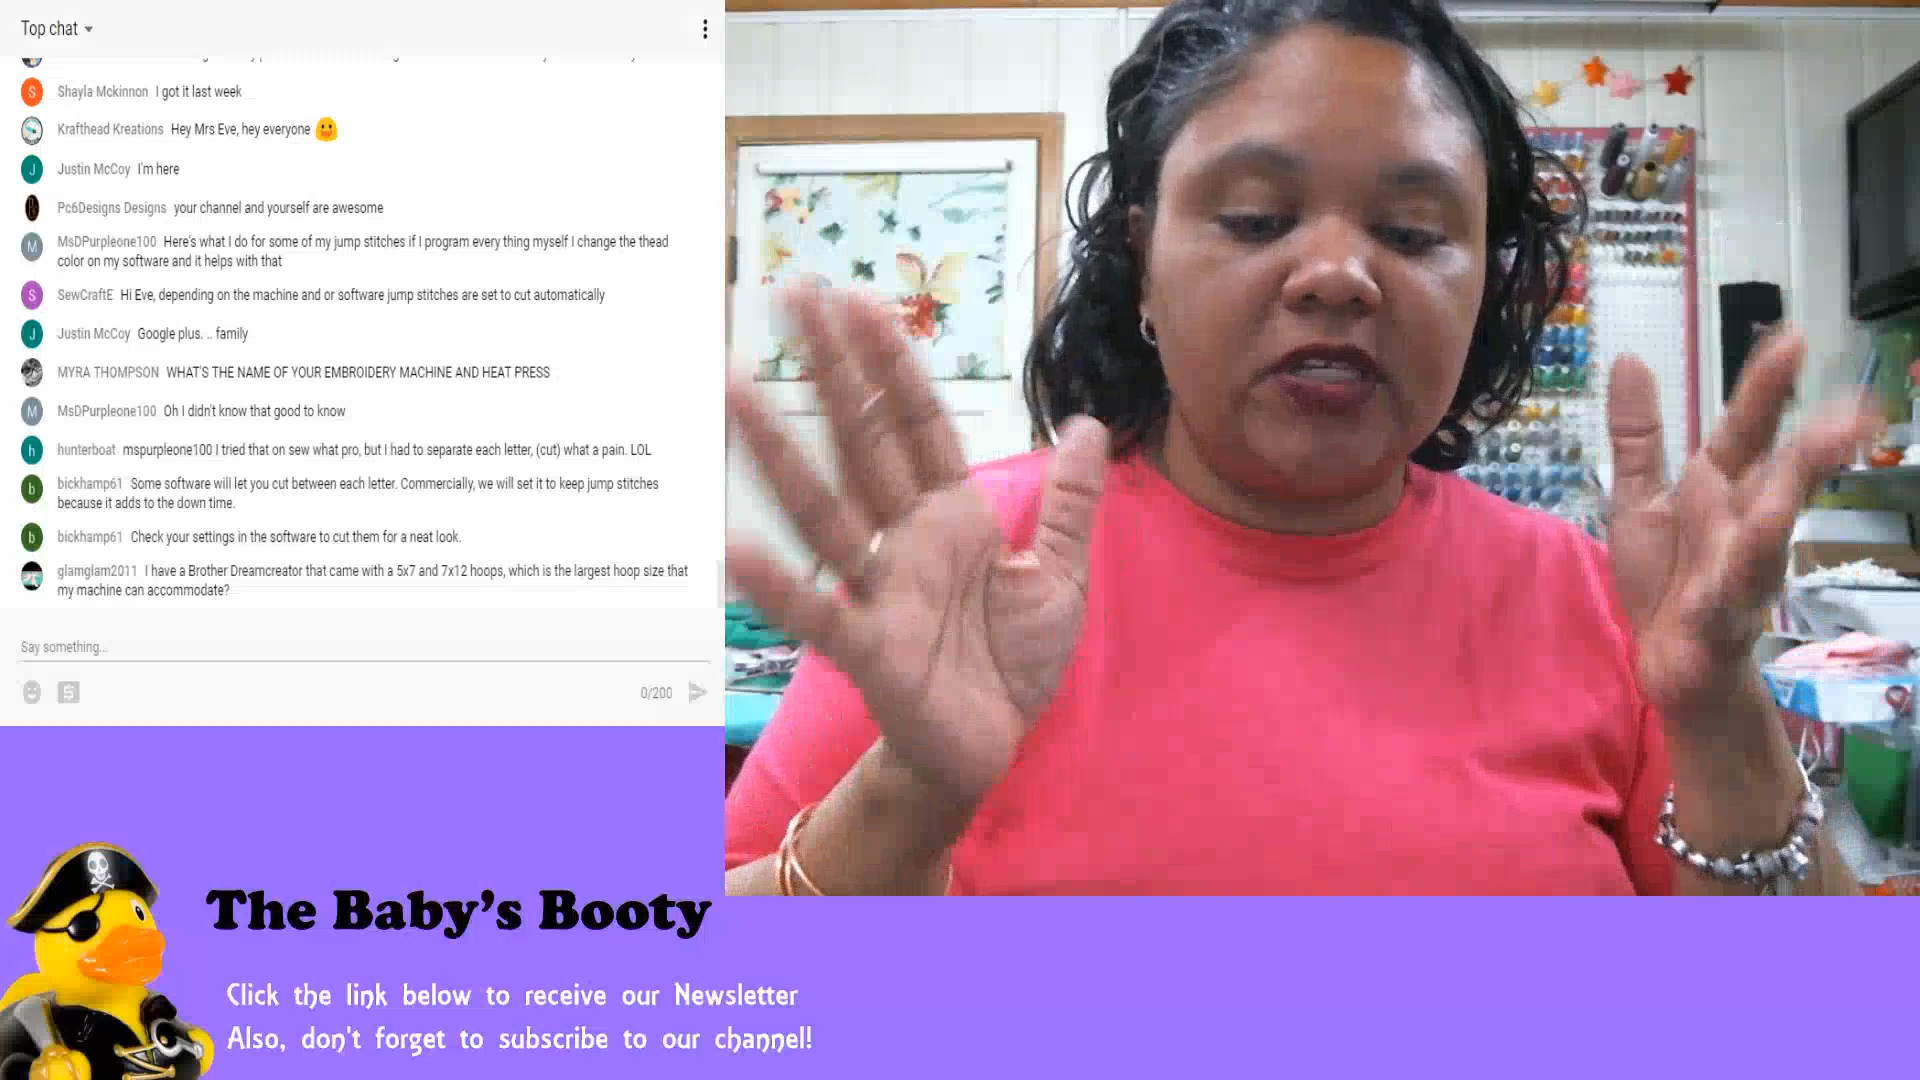 Top chat
Shayla Mckinnon I got it last week
Krafthead Kreations Hey Mrs Eve, hey everyone
J Justin McCoy I'm here
Pc6Designs Designs your channel and yourself are awesome
M MsDPurpleone100 Here's what I do for some of my jump stitches if I program every thing myself I change the thead
color on my software and it helps with that
S SewCraftE Hi Eve, depending on the machine and or software jump stitches are set to cut automatically
J Justin McCoy Google plus. .. family
MYRA THOMPSON WHAT'S THE NAME OF YOUR EMBROIDERY MACHINE AND HEAT PRESS
M MsDPurpleone100 Oh I didn't know that good to know
h hunterboat mspurpleone100 I tried that on sew what pro, but I had to separate each letter, (cut) what a pain. LOL
b bickhamp61 Some software will let you cut between each letter. Commercially, we will set it to keep jump stitches
because it adds to the down time.
b bickhamp61 Check your settings in the software to cut them for a neat look.
glamglam2011 I have a Brother Dreamcreator that came with a 5x7 and 7x12 hoops, which is the largest hoop size that
my machine can accommodate?
Say something...
0/200
The Baby's Booty
Click the link below to receive our Newsletter
Also, don't forget to subscribe to our channel!